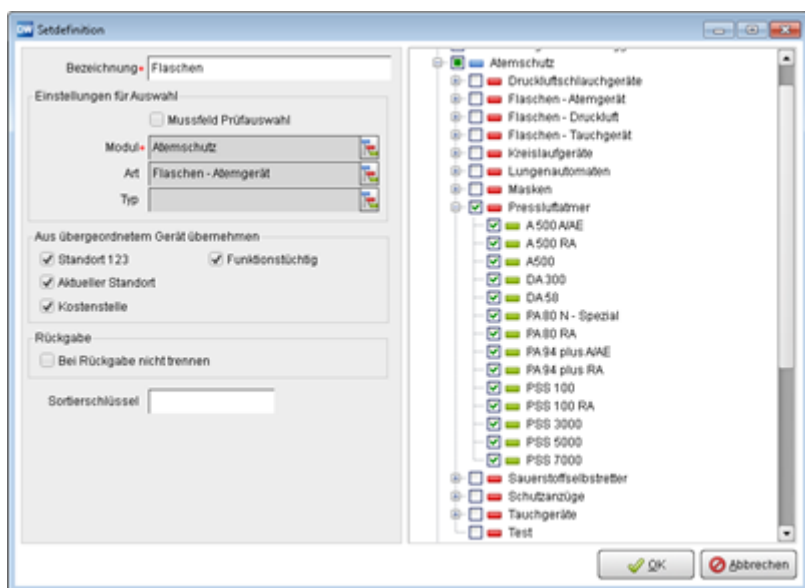 DW Setdefinition
Bezeichnung* Flaschen
Einstellungen für Auswahl
Mussfeld Prüfauswahl
Modul* Atemschutz
Art Flaschen - Atemgerät
Typ
Aus übergeordnetem Gerät übernehmen
Standort 123 Funktionstüchtig
Aktueller Standort
Kostenstelle
Rückgabe
Bei Rückgabe nicht trennen
Sortierschlüssel
Atemschutz
Druckluftschlauchgeräte
Flaschen - Atemgerät
Flaschen - Druckluft
Flaschen - Tauchgerät
Kreislaufgeräte
Lungenautomaten
Masken
Pressluftatmer
A 500 A/AE
A 500 RA
A500
DA 300
DA 58
PA 80 N - Spezial
PA 80 RA
PA 94 plus A/AE
PA 94 plus RA
PSS 100
PSS 100 RA
PSS 3000
PSS 5000
PSS 7000
Sauerstoffselbstretter
Schutzanzüge
Tauchgeräte
Test
OK Abbrechen